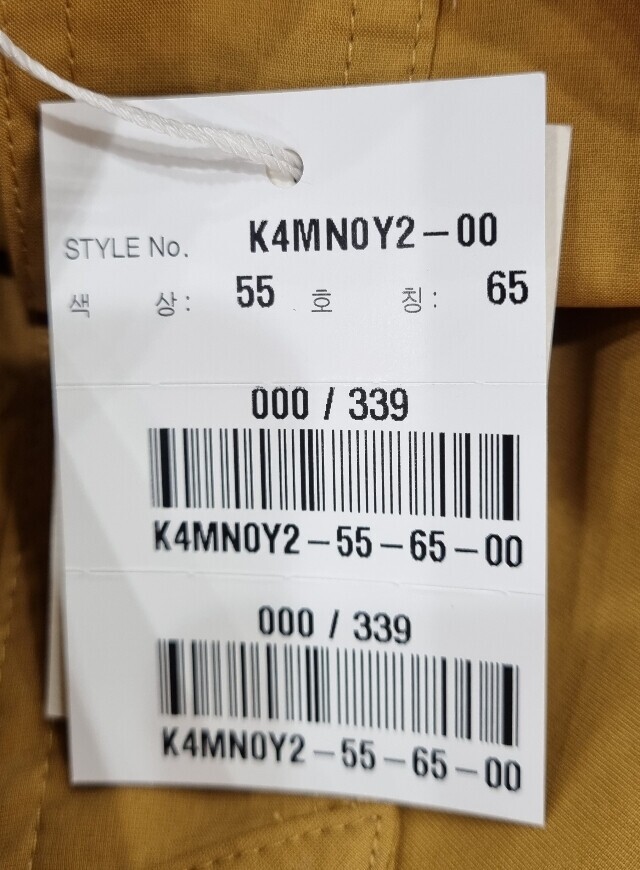 STYLE No. K4MN0Y2-00
색 상: 55 호 칭: 65
000 / 339
K4MN0Y2-55-65-00
000 / 339
K4MN0Y2-55-65-00